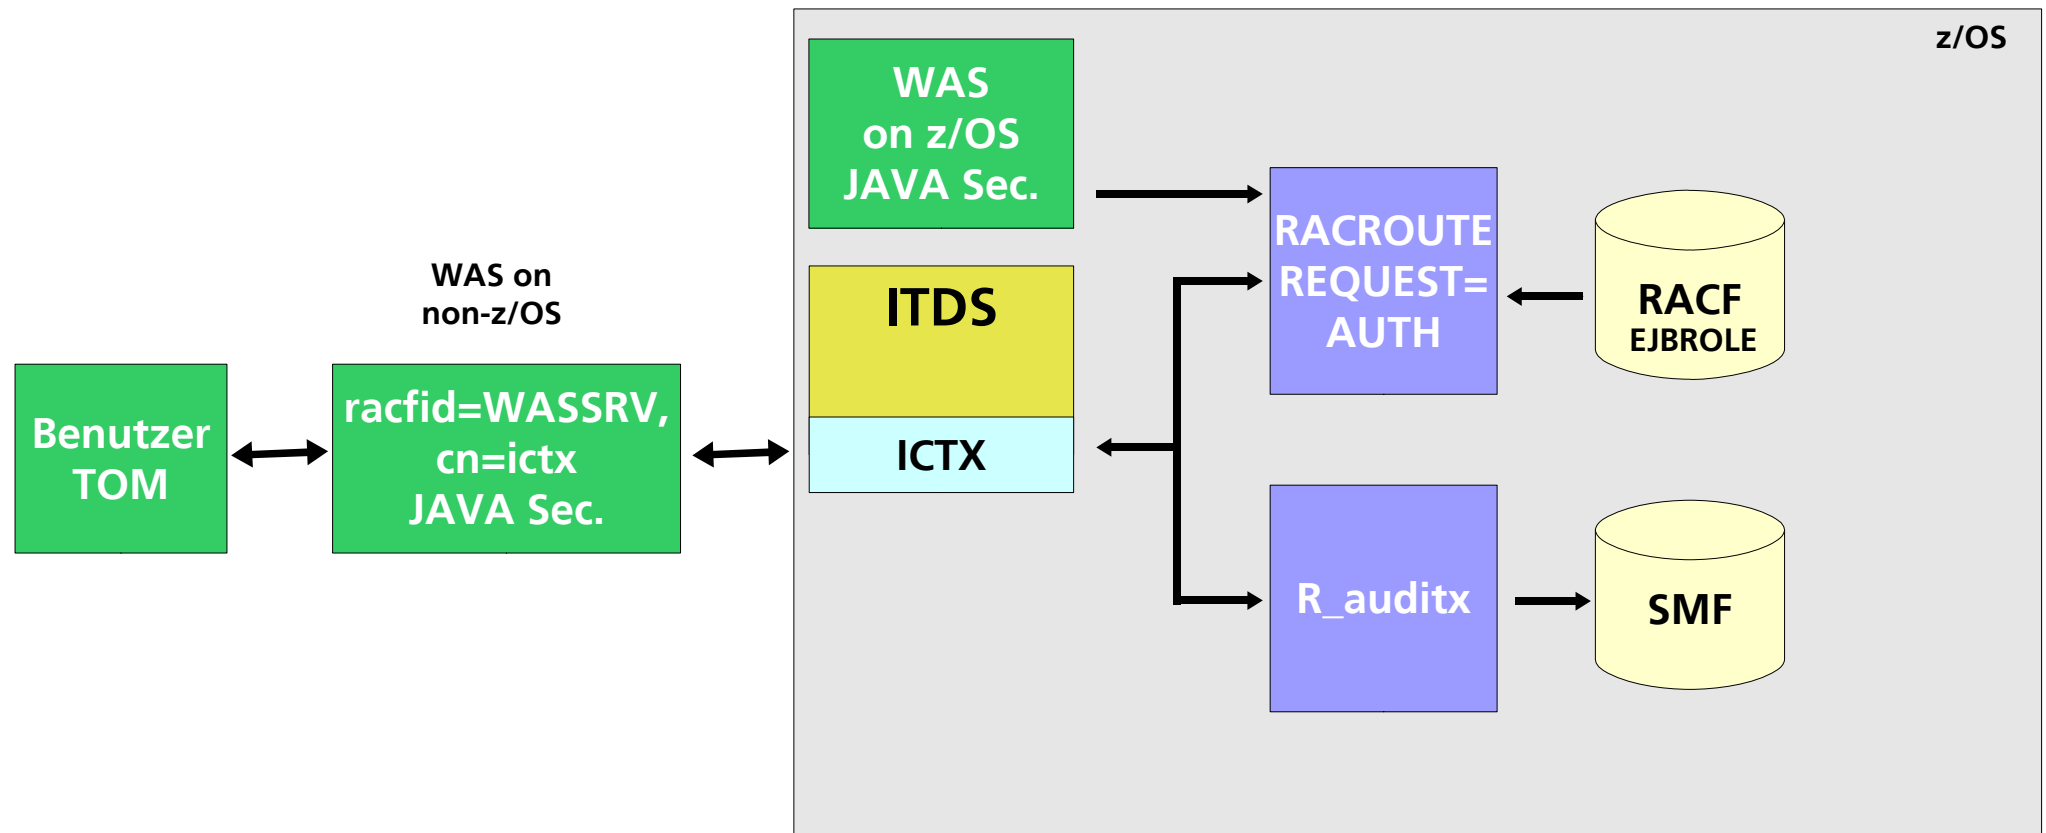 z/OS
WAS
on z/OS
JAVA Sec.
RACROUTE
REQUEST=
AUTH
RACF
EJBROLE
WAS on
non-z/OS
ITDS
ICTX
racfid=WASSRV,
cn=ictx
JAVA Sec.
Benutzer
TOM
R_auditx
SMF